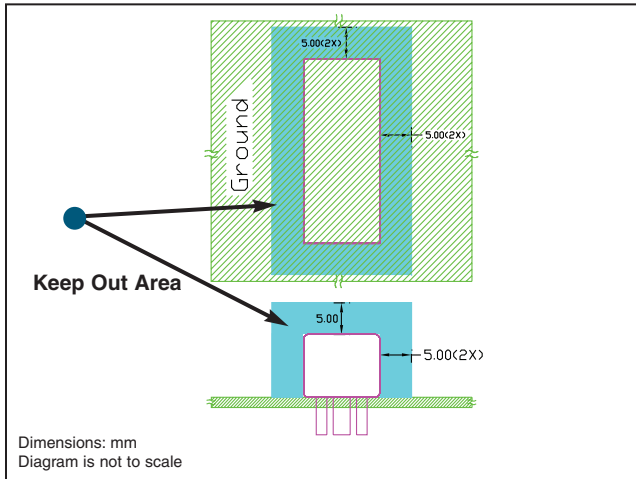 5.00(2X)
5.00(2X)
Ground
Keep Out Area
5.00
5.00(2X)
Dimensions: mm
Diagram is not to scale